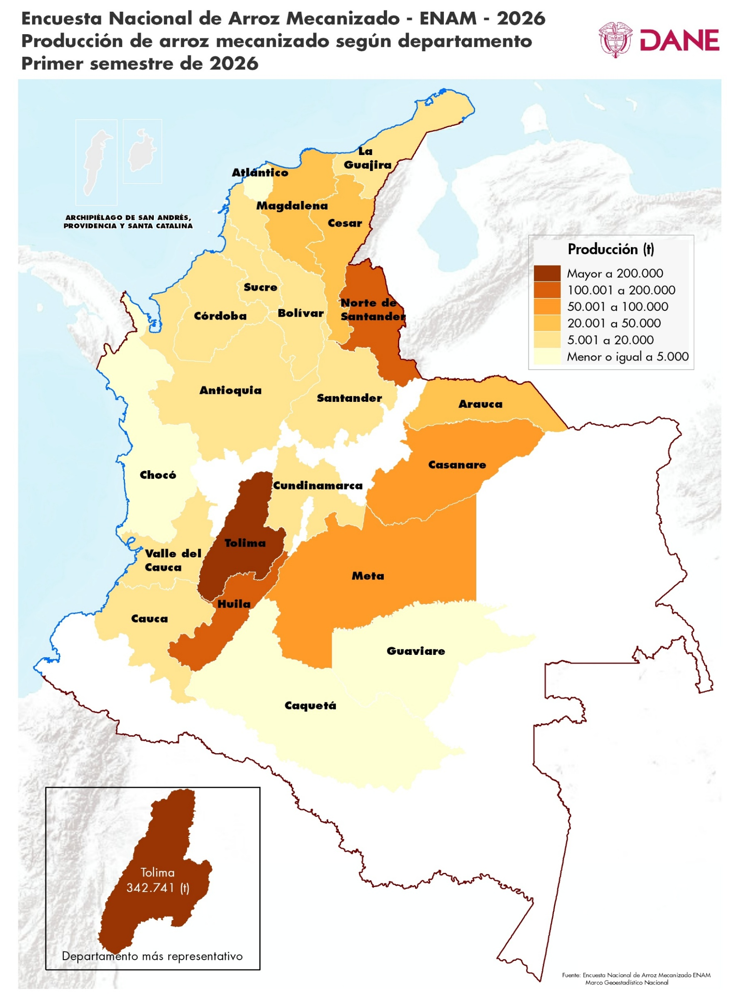 Encuesta Nacional de Arroz Mecanizado - ENAM - 2026
Producción de arroz mecanizado según departamento
Primer semestre de 2026
DANE
ARCHIPIÉLAGO DE SAN ANDRÉS,
PROVIDENCIA Y SANTA CATALINA
La
Guajira
Atlántico
Magdalena
Cesar
Producción (t)
Mayor a 200.000
100.001 a 200.000
50.001 a 100.000
20.001 a 50.000
5.001 a 20.000
Menor o igual a 5.000
Sucre
Norte de
Santander
Córdoba
Bolívar
Antioquia
Santander
Arauca
Casanare
Chocó
Cundinamarca
Tolima
Valle del
Cauca
Meta
Huila
Cauca
Guaviare
Caquetá
Tolima
342.741 (t)
Departamento más representativo
Fuente: Encuesta Nacional de Arroz Mecanizado ENAM
Marco Geoestadístico Nacional